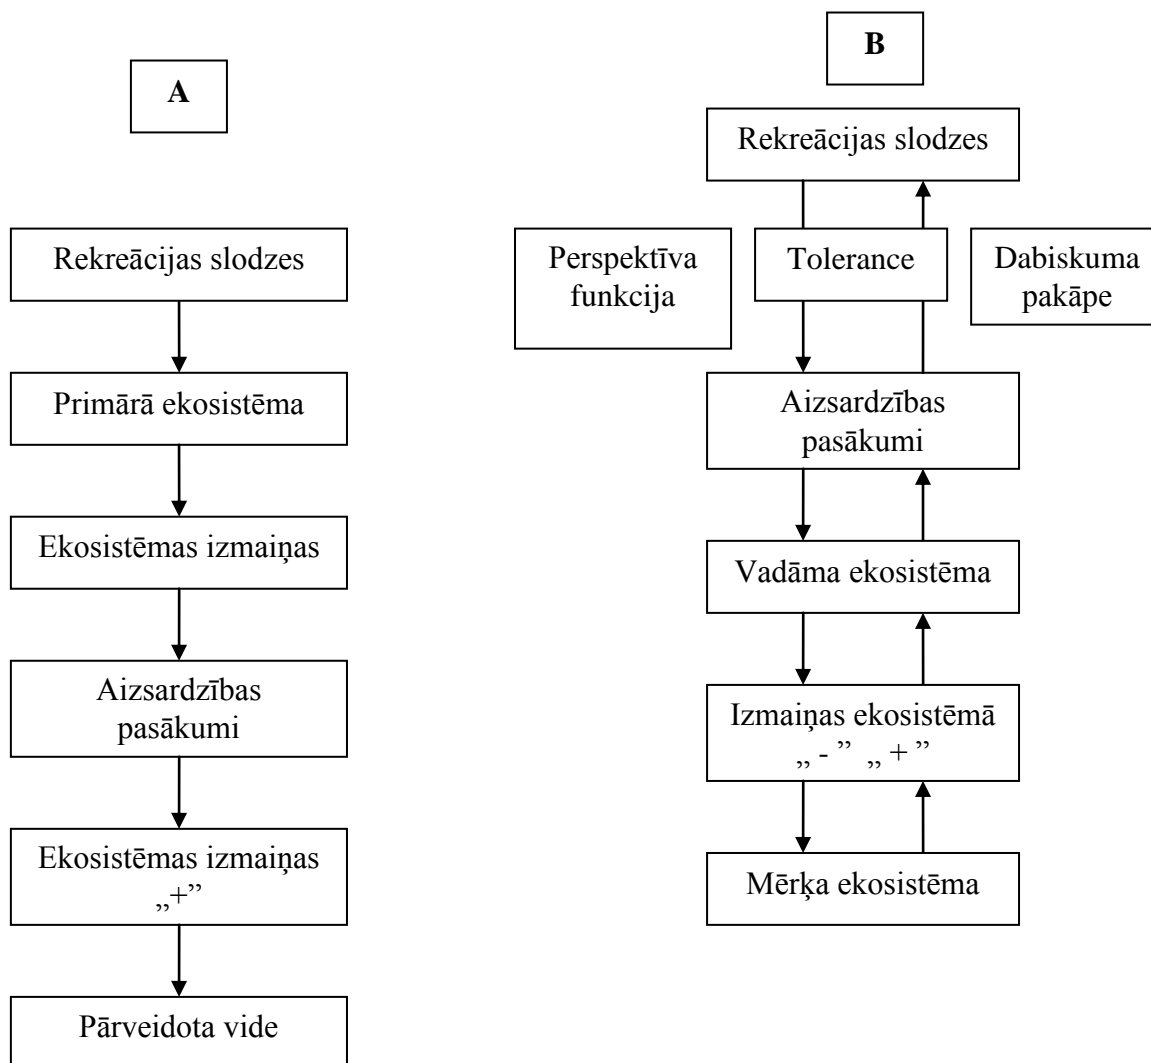 A
Rekreācijas slodzes
Primārā ekosistēma
Ekosistēmas izmaiņas
Aizsardzības
pasākumi
Ekosistēmas izmaiņas
„+”
Pārveidota vide
B
Rekreācijas slodzes
Perspektīva
funkcija
Tolerance
Dabiskuma
pakāpe
Aizsardzības
pasākumi
Vadāma ekosistēma
Izmaiņas ekosistēmā
„ - ” „ + ”
Mērķa ekosistēma